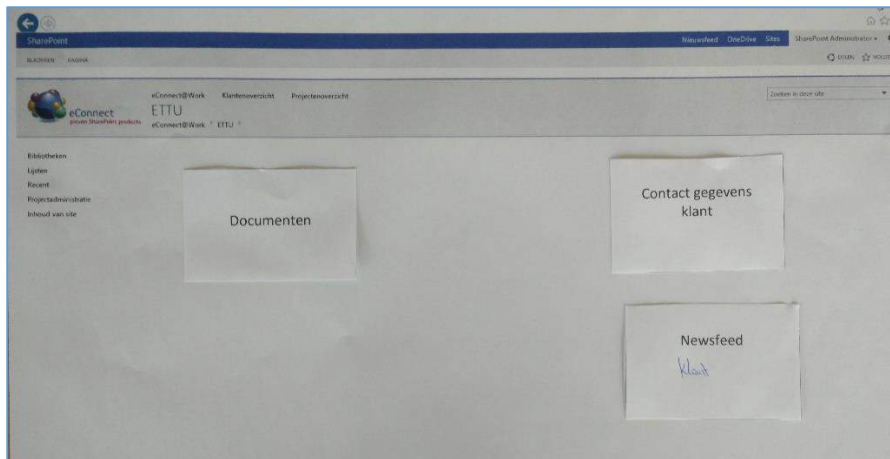 SharePoint
Nieuwsfeed OneDrive Sites SharePoint Administrator
BLADEREN PAGINA
DELEN VOLGEN
eConnect@Work Klantenoverzicht Projectenoverzicht
ETTU
eConnect@Work ETTU
eConnect
proven SharePoint products
Zoeken in deze site
Bibliotheken
Lijsten
Recent
Projectadministratie
Inhoud van site
Documenten
Contact gegevens
klant
Newsfeed
klant